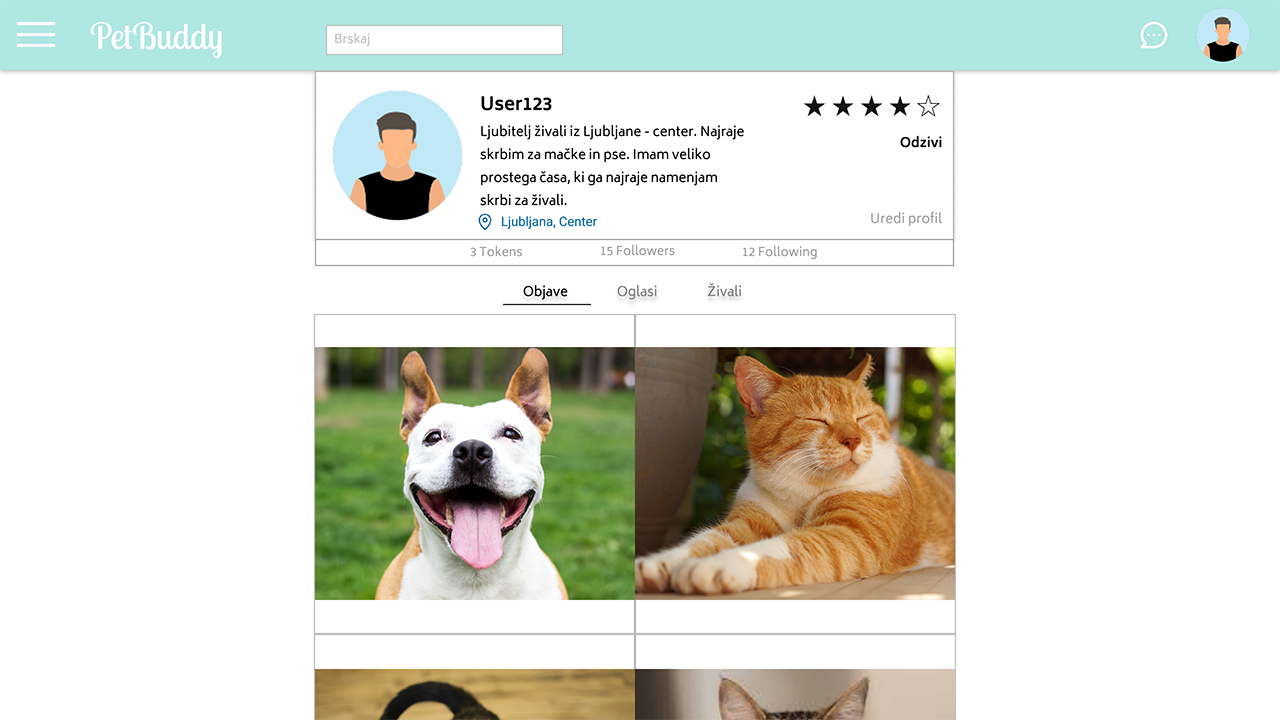 PetBuddy
Brskaj
User123
Ljubitelj živali iz Ljubljane - center. Najraje
skrbim za mačke in pse. Imam veliko
prostega časa, ki ga najraje namenjam
skrbi za živali.
Ljubljana, Center
Odzivi
Uredi profil
3 Tokens
15 Followers
12 Following
Objave
Oglasi
Živali